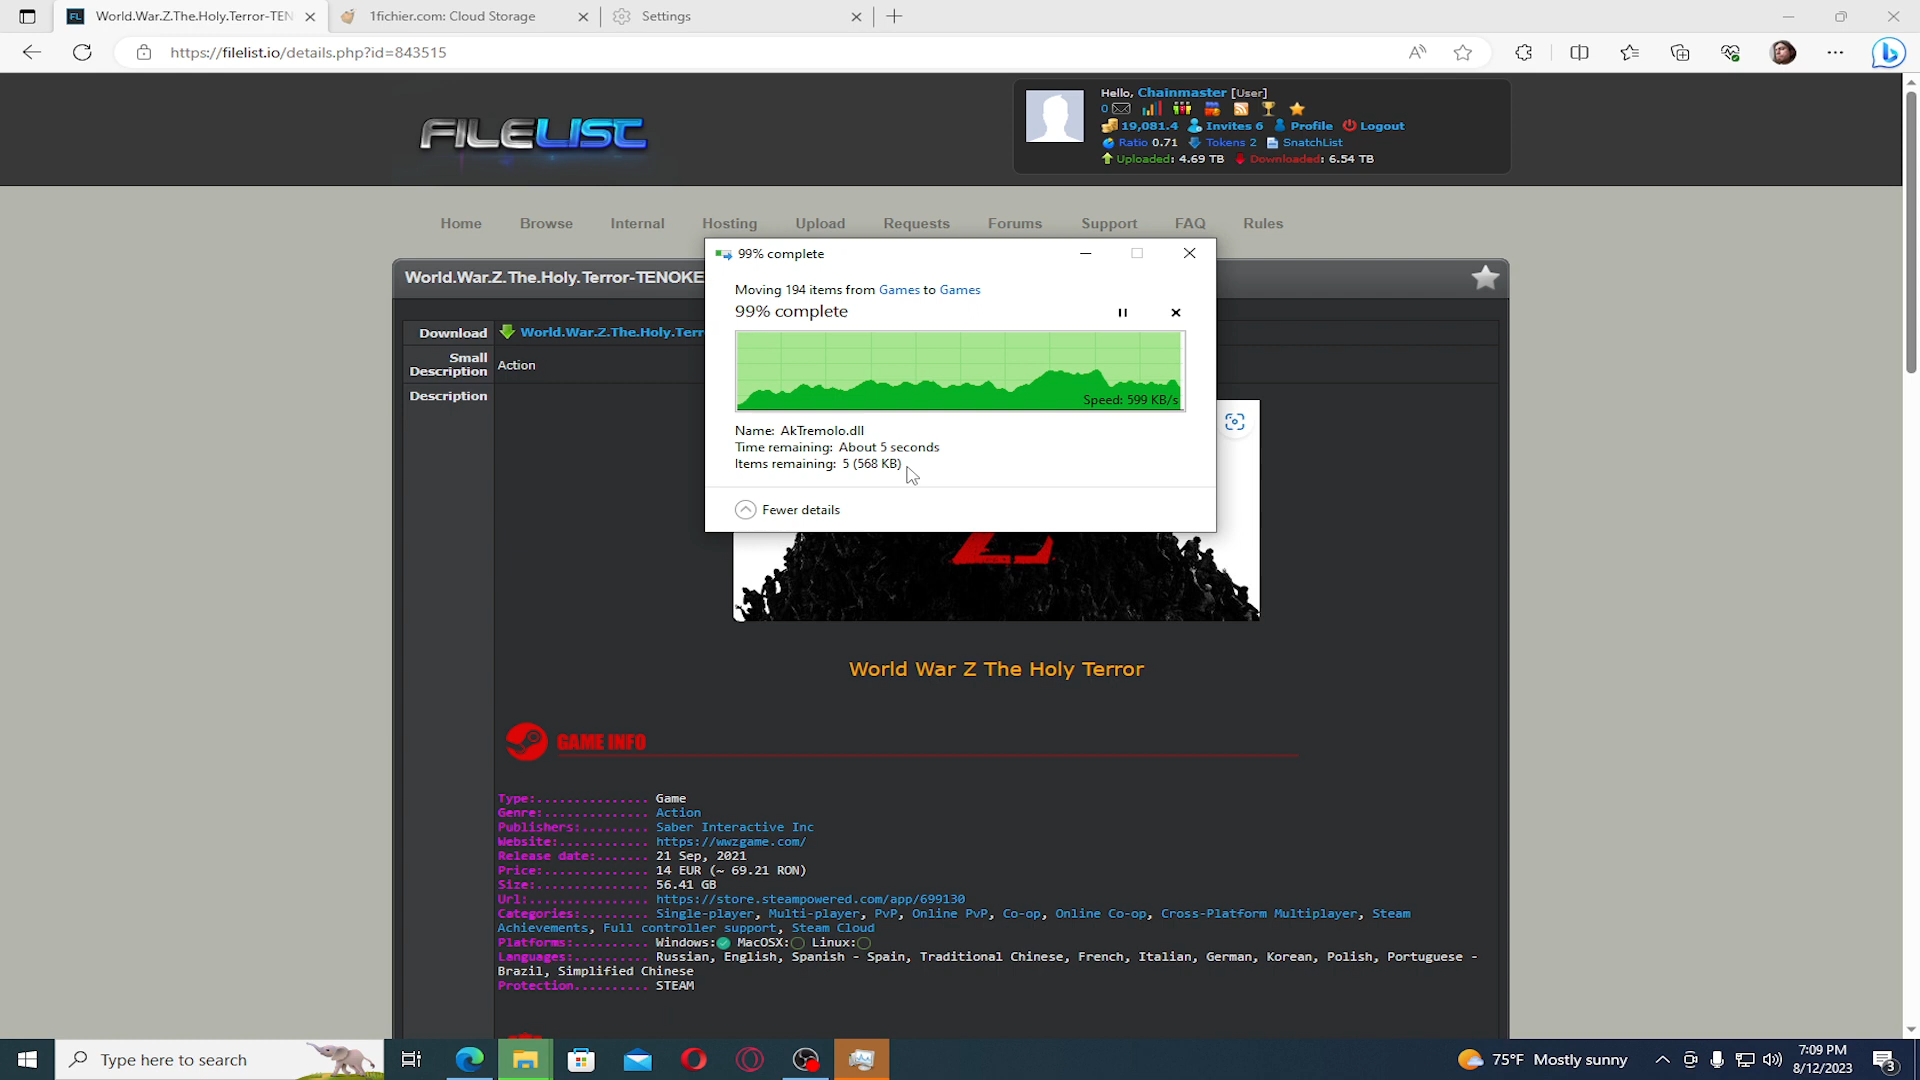 World.War.Z.The.Holy.Terror-TEN
1fichier.com: Cloud Storage
Settings
https://filelist.io/details.php?id=843515
FILELIST
Hello, Chainmaster [User]
0
19,081.4 Invites 6 Profile Logout
Ratio 0.71 Tokens 2 SnatchList
Uploaded: 4.69 TB Downloaded: 6.54 TB
Home Browse Internal Hosting Upload Requests Forums Support FAQ Rules
World.War.Z.The.Holy.Terror-TENOKE
99% complete
Moving 194 items from Games to Games
99% complete
Speed: 599 KB/s
Name: AkTremolo.dll
Time remaining: About 5 seconds
Items remaining: 5 (568 KB)
Fewer details
Download World.War.Z.The.Holy.Terr
Small Description Action
Description
Z
World War Z The Holy Terror
GAME INFO
Type:............... Game
Genre:.............. Action
Publishers:......... Saber Interactive Inc
Website:............ https://wwzgame.com/
Release date:....... 21 Sep, 2021
Price:.............. 14 EUR (~ 69.21 RON)
Size:............... 56.41 GB
Url:................ https://store.steampowered.com/app/699130
Categories:......... Single-player, Multi-player, PvP, Online PvP, Co-op, Online Co-op, Cross-Platform Multiplayer, Steam
Achievements, Full controller support, Steam Cloud
Platforms:.......... Windows: MacOSX: Linux:
Languages:.......... Russian, English, Spanish - Spain, Traditional Chinese, French, Italian, German, Korean, Polish, Portuguese -
Brazil, Simplified Chinese
Protection.......... STEAM
Type here to search
75°F Mostly sunny
7:09 PM
8/12/2023
3